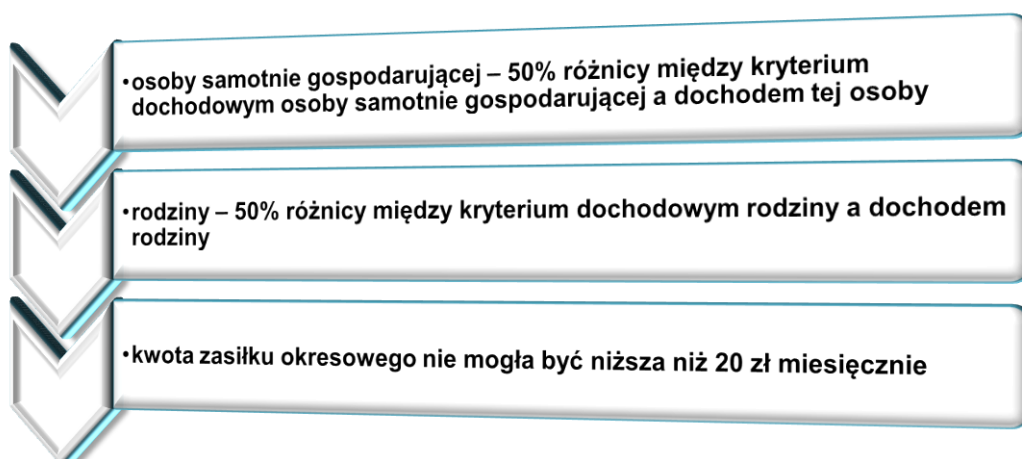 •osoby samotnie gospodarującej – 50% różnicy między kryterium
dochodowym osoby samotnie gospodarującej a dochodem tej osoby
•rodziny – 50% różnicy między kryterium dochodowym rodziny a dochodem
rodziny
•kwota zasiłku okresowego nie mogła być niższa niż 20 zł miesięcznie